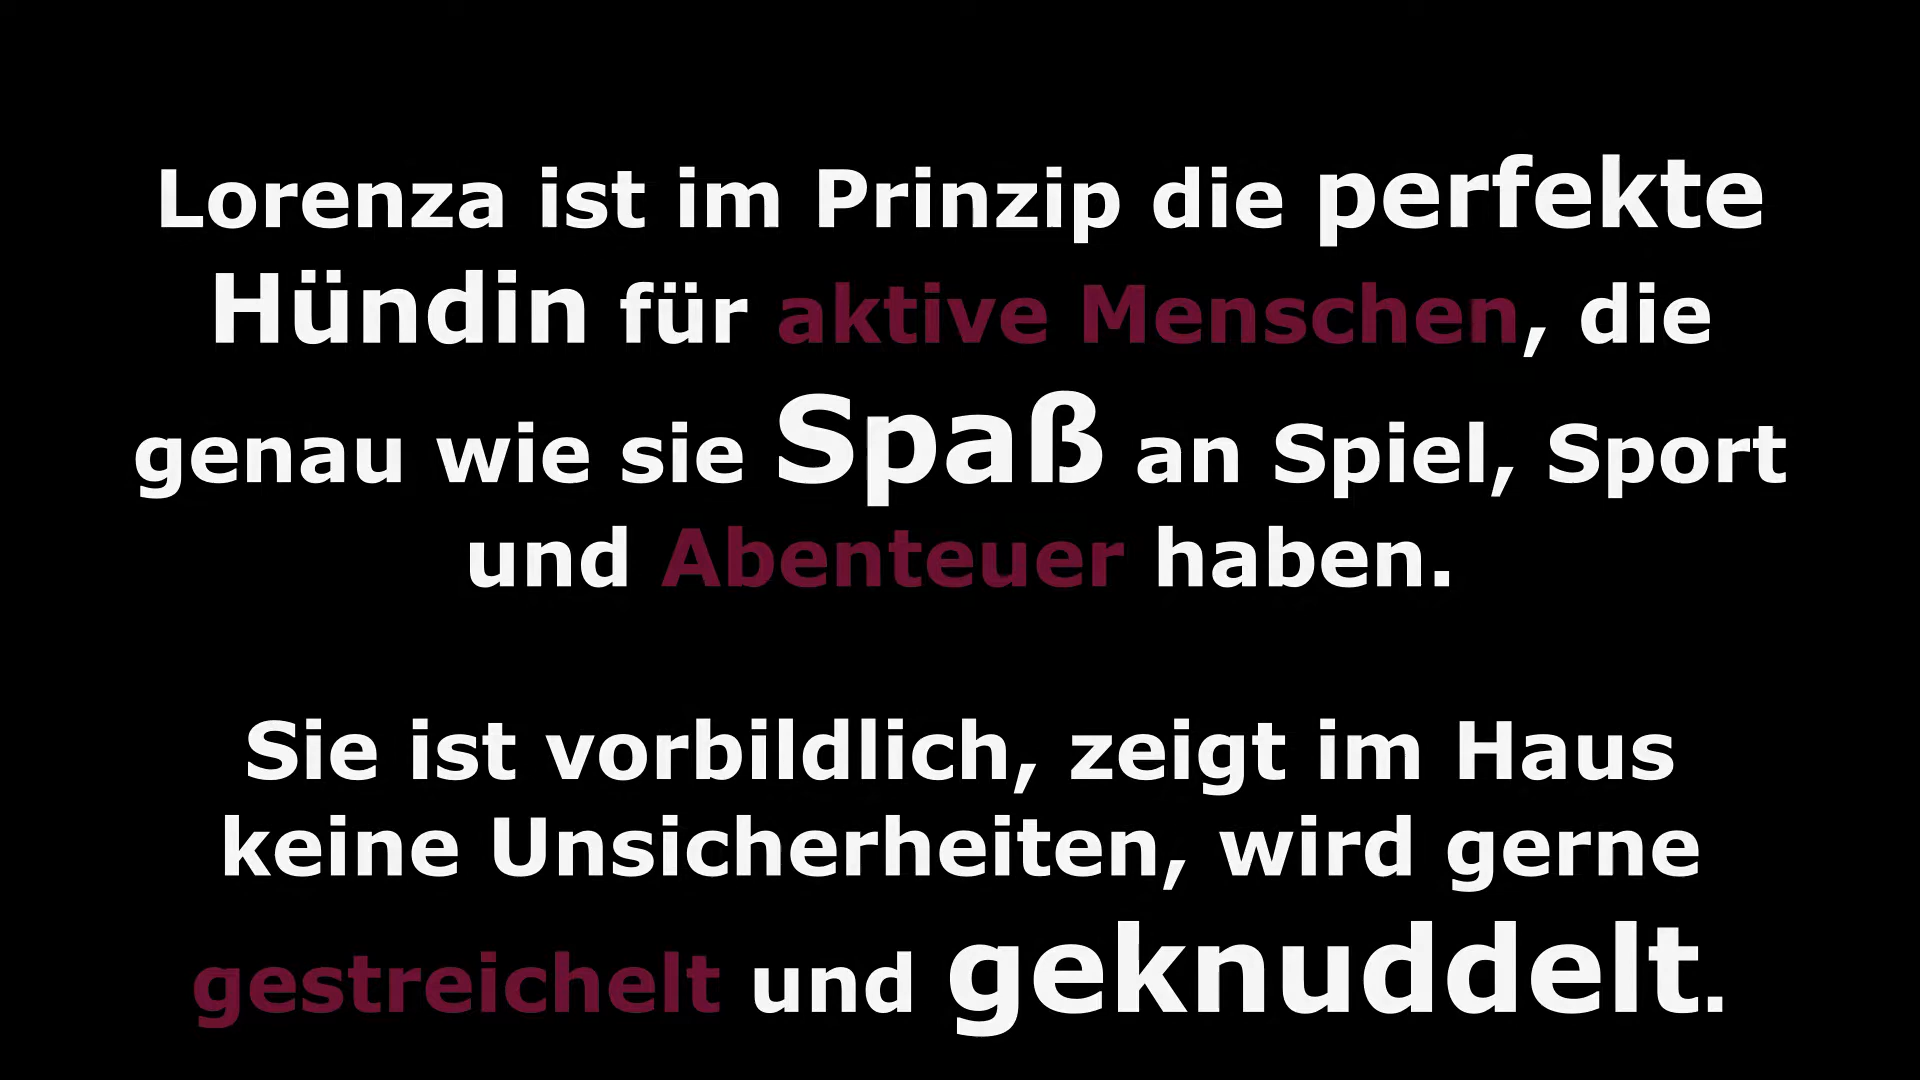 Lorenza ist im Prinzip die perfekte
Hündin für aktive Menschen, die
genau wie sie Spaß an Spiel, Sport
und Abenteuer haben.
Sie ist vorbildlich, zeigt im Haus
keine Unsicherheiten, wird gerne
gestreichelt und geknuddelt.